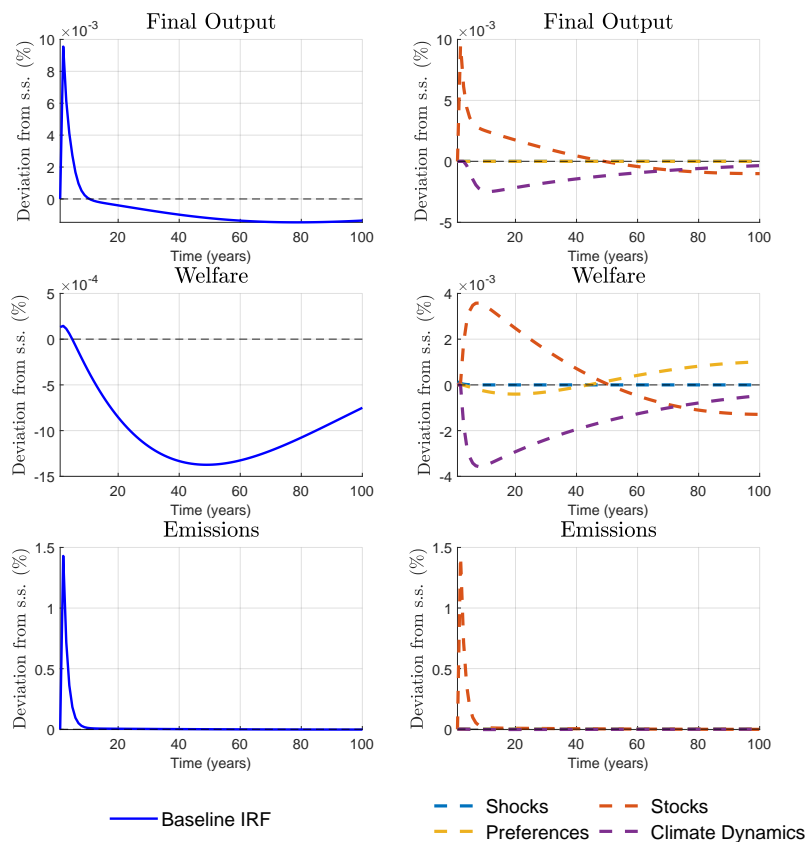 Final Output
×10⁻³
Deviation from s.s. (%)
10
8
6
4
2
0
20 40 60 80 100
Time (years)
Final Output
×10⁻³
Deviation from s.s. (%)
10
5
0
-5
20 40 60 80 100
Time (years)
Welfare
×10⁻⁴
Deviation from s.s. (%)
5
0
-5
-10
-15
20 40 60 80 100
Time (years)
Welfare
×10⁻³
Deviation from s.s. (%)
4
2
0
-2
-4
20 40 60 80 100
Time (years)
Emissions
Deviation from s.s. (%)
1.5
1
0.5
0
20 40 60 80 100
Time (years)
Emissions
Deviation from s.s. (%)
1.5
1
0.5
0
20 40 60 80 100
Time (years)
Baseline IRF
Shocks Stocks
Preferences Climate Dynamics